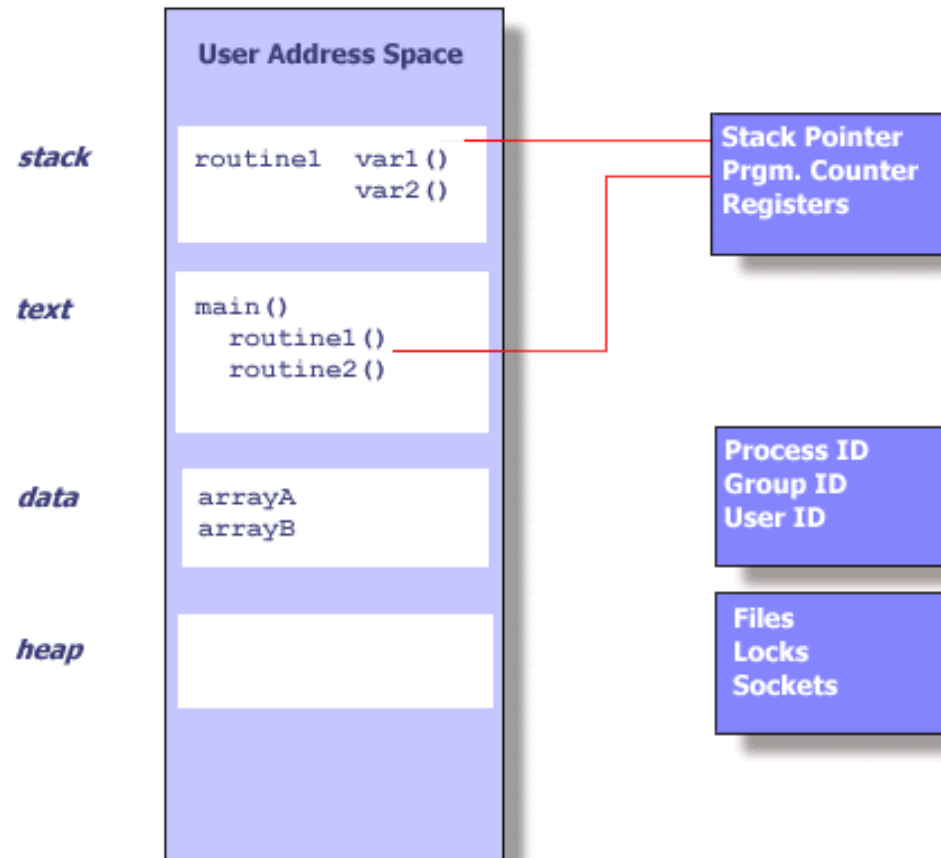 User Address Space
stack
routine1 var1()
var2()
text
main()
routine1()
routine2()
data
arrayA
arrayB
heap
Stack Pointer
Prgm. Counter
Registers
Process ID
Group ID
User ID
Files
Locks
Sockets